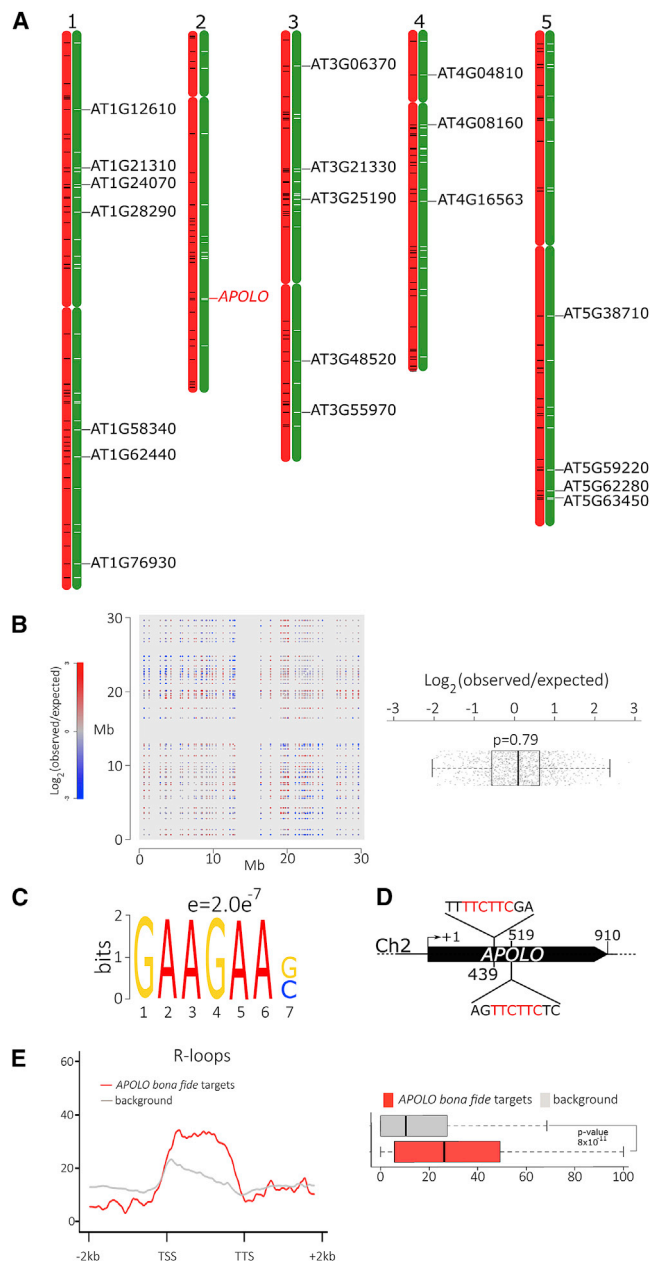 A
1 2 3 4 5
AT1G12610
AT1G21310
AT1G24070
AT1G28290
AT1G58340
AT1G62440
AT1G76930
APOLO
AT3G06370
AT3G21330
AT3G25190
AT3G48520
AT3G55970
AT4G04810
AT4G08160
AT4G16563
AT5G38710
AT5G59220
AT5G62280
AT5G63450
B
Log2(observed/expected)
3
0
-3
Mb
30
20
10
0
0 10 20 30
Mb
Log2(observed/expected)
-3 -2 -1 0 1 2 3
p=0.79
C
e=2.0e-7
bits
2
1
0
GAAGAAG
C
1 2 3 4 5 6 7
D
TTTTCTTCGA
Ch2
+1
519
910
APOLO
439
AGTTCTTCTC
E
R-loops
60
40
20
0
APOLO bona fide targets
background
-2kb TSS TTS +2kb
APOLO bona fide targets background
p-value
8x10-11
0 20 40 60 80 100